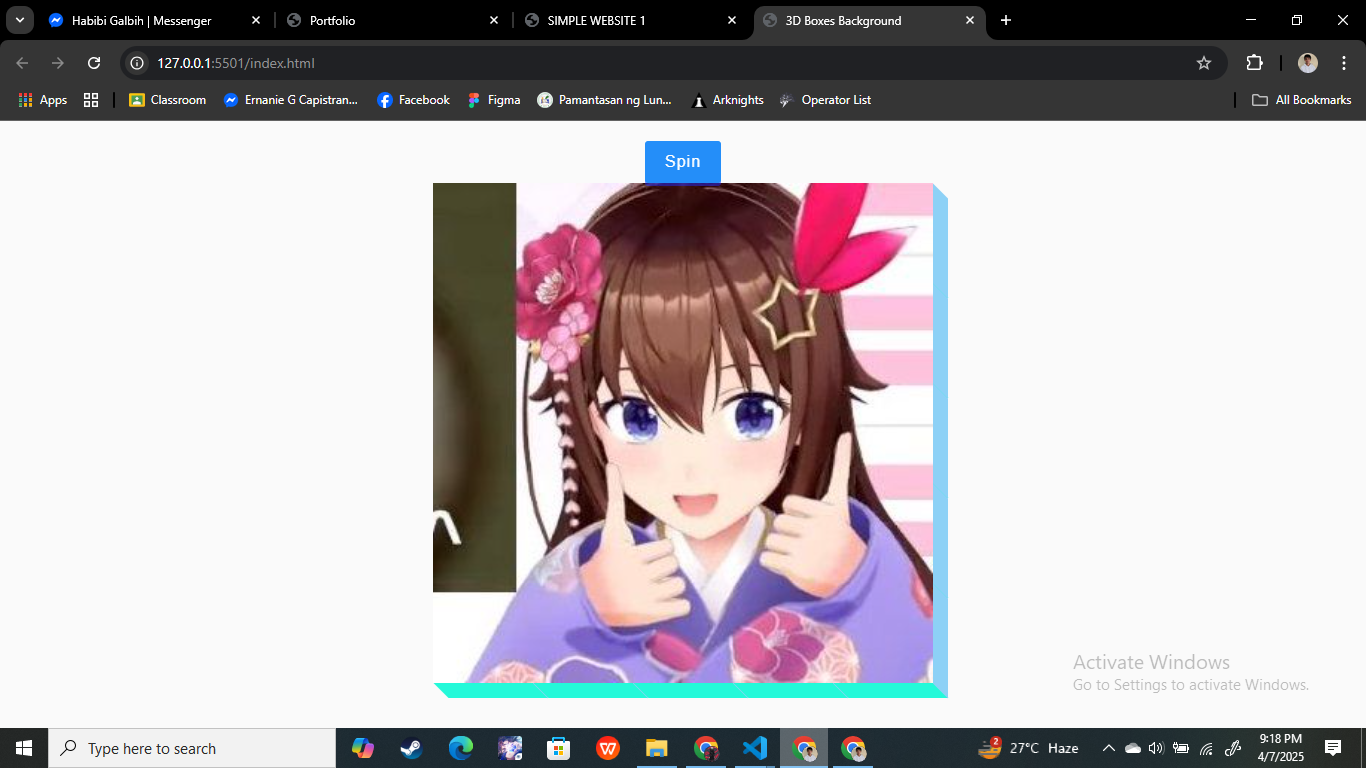 Habibi Galbih | Messenger
Portfolio
SIMPLE WEBSITE 1
3D Boxes Background
127.0.0.1:5501/index.html
Apps
Classroom
Ernanie G Capistran...
Facebook
Figma
Pamantasan ng Lun...
Arknights
Operator List
All Bookmarks
Spin
Activate Windows
Go to Settings to activate Windows.
Type here to search
2
27°C Haze
9:18 PM
4/7/2025